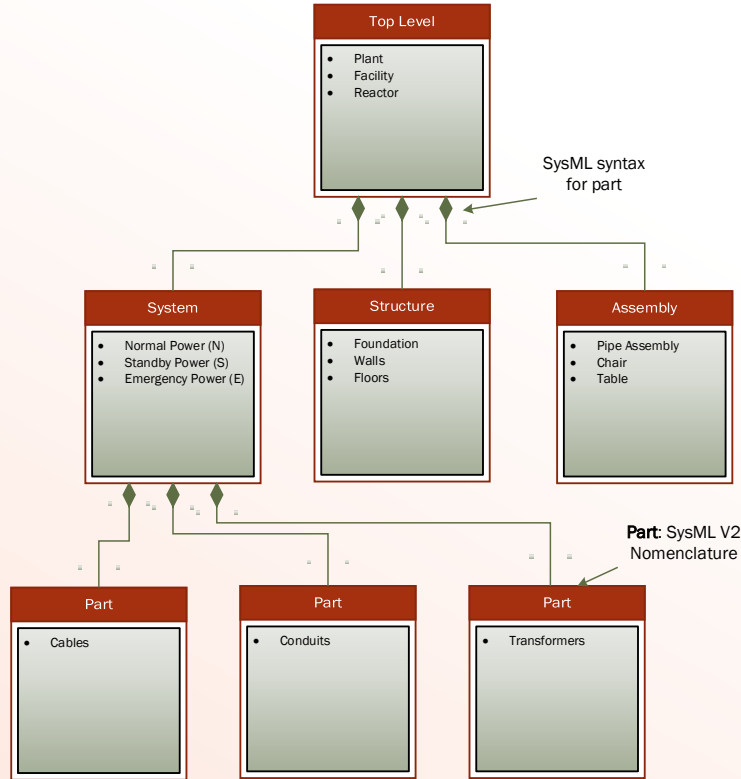 Top Level
• Plant
• Facility
• Reactor
SysML syntax
for part
System
• Normal Power (N)
• Standby Power (S)
• Emergency Power (E)
Structure
• Foundation
• Walls
• Floors
Assembly
• Pipe Assembly
• Chair
• Table
Part: SysML V2
Nomenclature
Part
• Cables
Part
• Conduits
Part
• Transformers